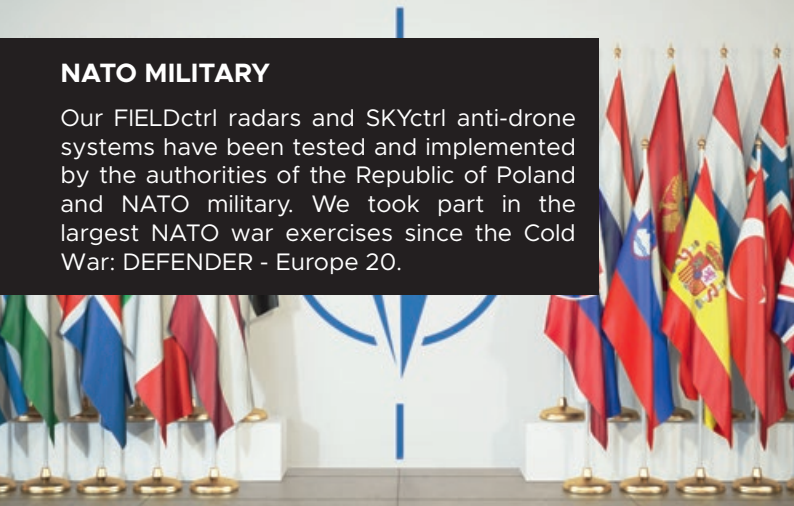 NATO MILITARY
Our FIELDctrl radars and SKYctrl anti-drone
systems have been tested and implemented
by the authorities of the Republic of Poland
and NATO military. We took part in the
largest NATO war exercises since the Cold
War: DEFENDER - Europe 20.